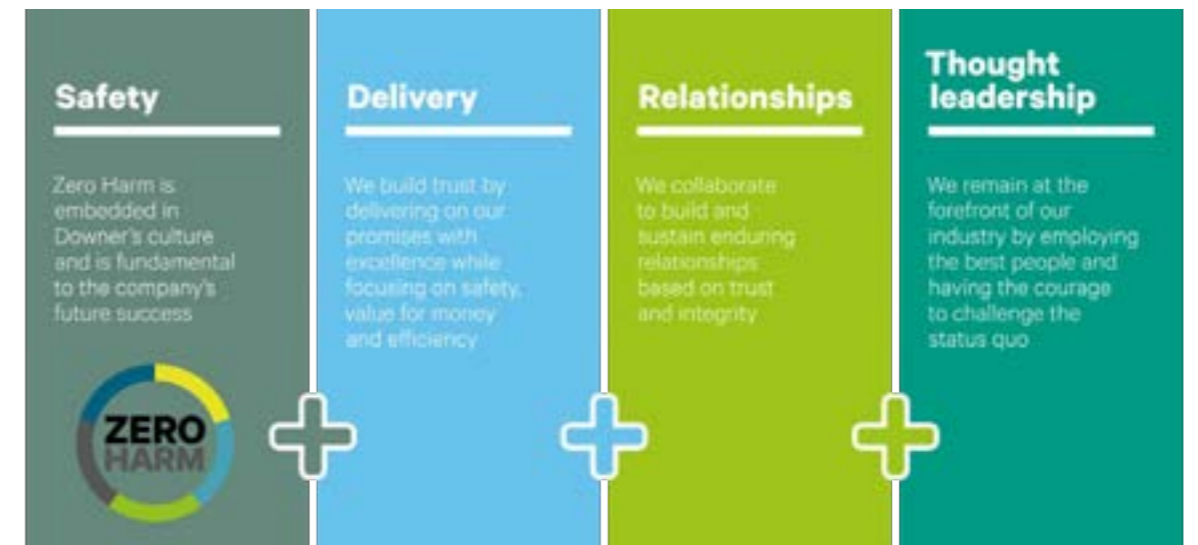 Safety
Zero Harm is
embedded in
Downer's culture
and is fundamental
to the company's
future success
ZERO
HARM
Delivery
We build trust by
delivering on our
promises with
excellence while
focusing on safety,
value for money
and efficiency
Relationships
We collaborate
to build and
sustain enduring
relationships
based on trust
and integrity
Thought
leadership
We remain at the
forefront of our
industry by employing
the best people and
having the courage
to challenge the
status quo